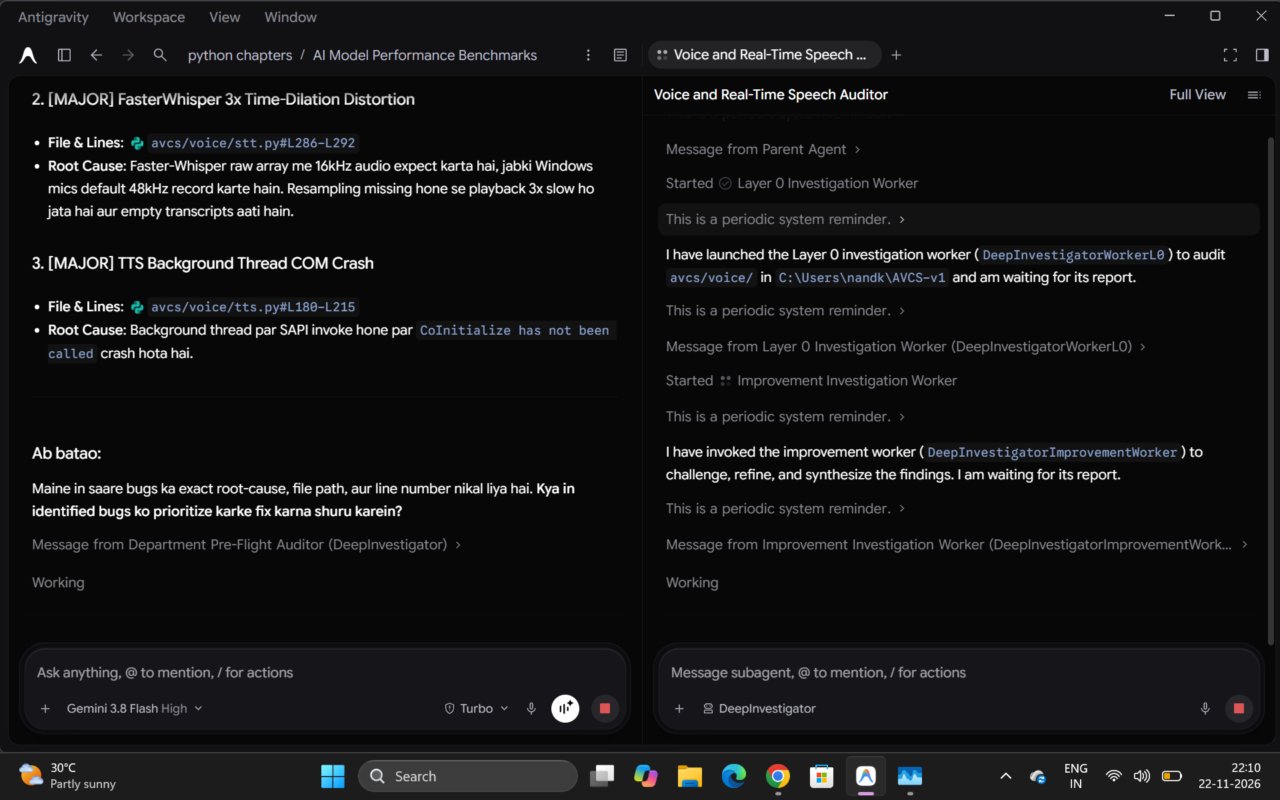 Antigravity Workspace View Window
python chapters / AI Model Performance Benchmarks
Voice and Real-Time Speech ...
2. [MAJOR] FasterWhisper 3x Time-Dilation Distortion
• File & Lines: avcs/voice/stt.py#L286-L292
• Root Cause: Faster-Whisper raw array me 16kHz audio expect karta hai, jabki Windows
mics default 48kHz record karte hain. Resampling missing hone se playback 3x slow ho
jata hai aur empty transcripts aati hain.
3. [MAJOR] TTS Background Thread COM Crash
• File & Lines: avcs/voice/tts.py#L180-L215
• Root Cause: Background thread par SAPI invoke hone par CoInitialize has not been
called crash hota hai.
Ab batao:
Maine in saare bugs ka exact root-cause, file path, aur line number nikal liya hai. Kya in
identified bugs ko prioritize karke fix karna shuru karein?
Message from Department Pre-Flight Auditor (DeepInvestigator) >
Working
Ask anything, @ to mention, / for actions
+ Gemini 3.8 Flash High
Turbo
Voice and Real-Time Speech Auditor
Full View
Message from Parent Agent >
Started Layer 0 Investigation Worker
This is a periodic system reminder. >
I have launched the Layer 0 investigation worker ( DeepInvestigatorWorkerL0 ) to audit
avcs/voice/ in C:\Users\nandk\AVCS-v1 and am waiting for its report.
This is a periodic system reminder. >
Message from Layer 0 Investigation Worker (DeepInvestigatorWorkerL0) >
Started Improvement Investigation Worker
This is a periodic system reminder. >
I have invoked the improvement worker ( DeepInvestigatorImprovementWorker ) to
challenge, refine, and synthesize the findings. I am waiting for its report.
This is a periodic system reminder. >
Message from Improvement Investigation Worker (DeepInvestigatorImprovementWork... >
Working
Message subagent, @ to mention, / for actions
+ DeepInvestigator
30°C
Partly sunny
Search
ENG
IN
22:10
22-11-2026